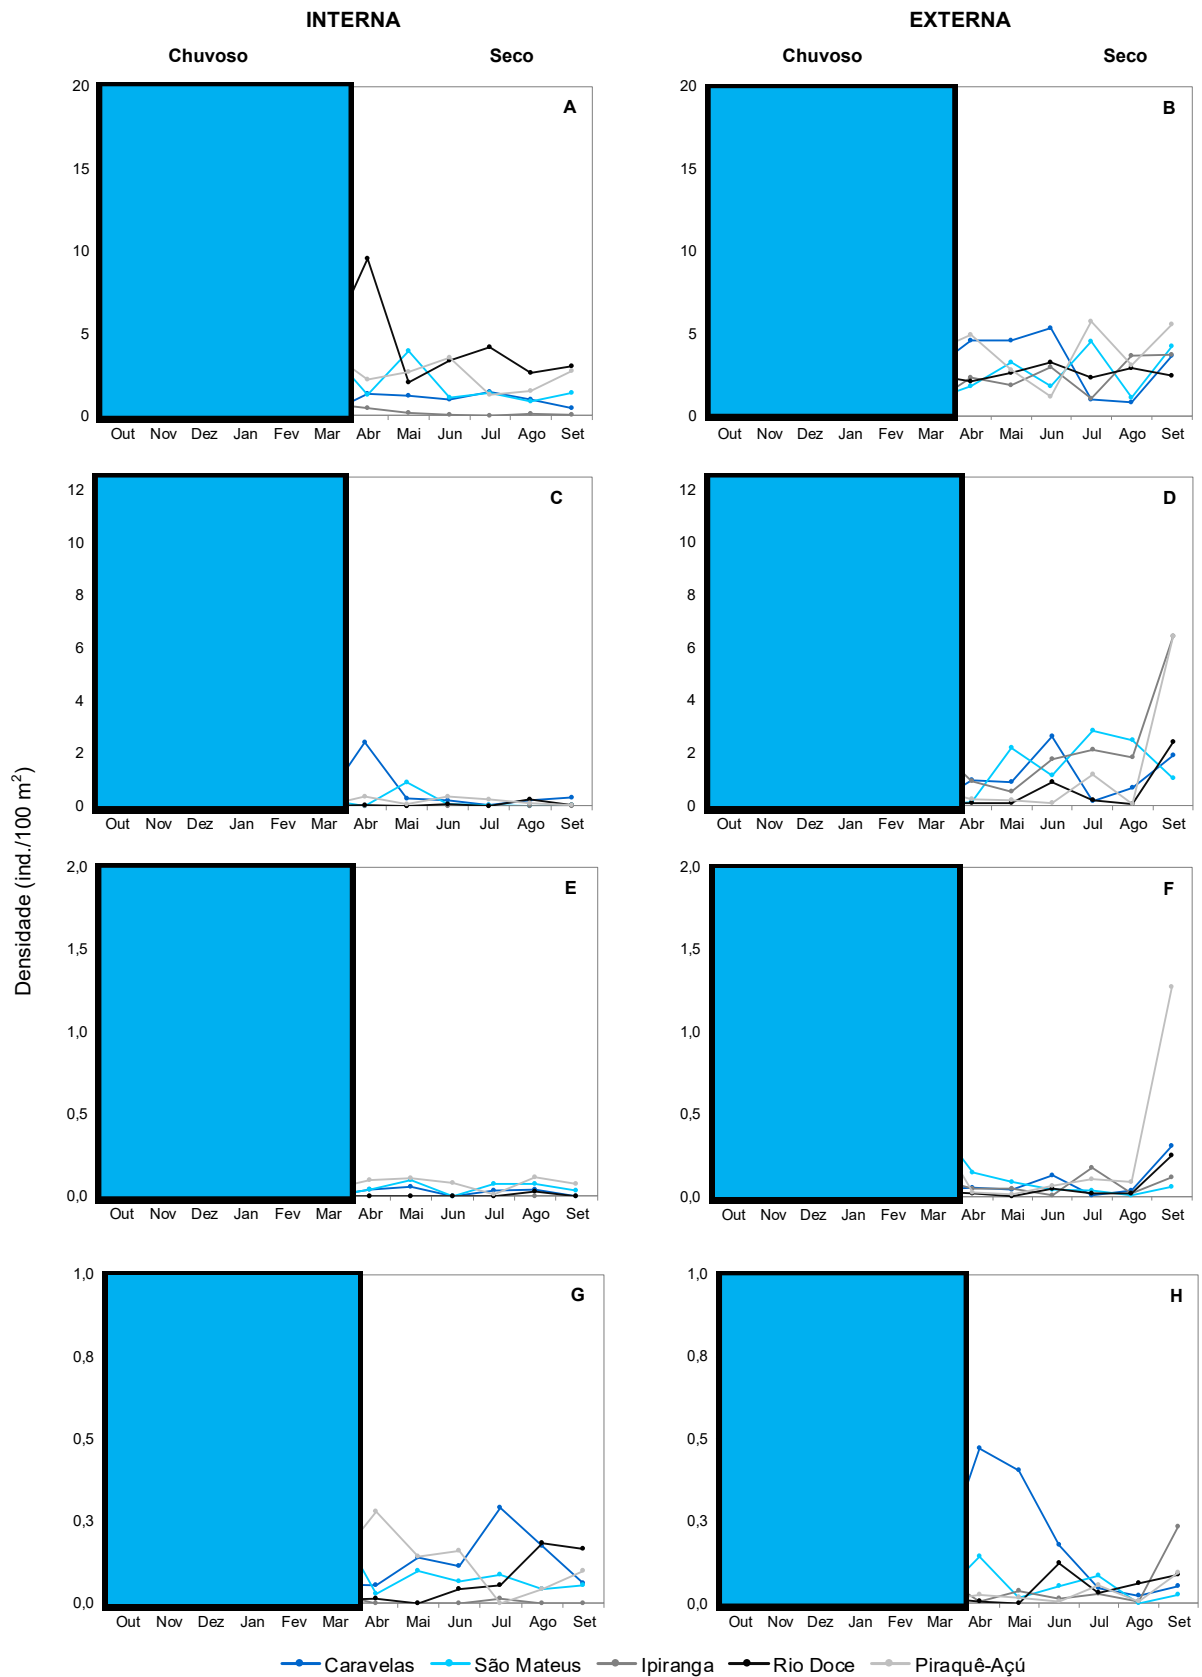 INTERNA EXTERNA
Chuvoso Seco Chuvoso Seco
20 A 20 B
15 15
10 10
5 5
0 0
Out Nov Dez Jan Fev Mar Abr Mai Jun Jul Ago Set Out Nov Dez Jan Fev Mar Abr Mai Jun Jul Ago Set
12 C 12 D
10 10
8 8
6 6
4 4
2 2
0 0
Out Nov Dez Jan Fev Mar Abr Mai Jun Jul Ago Set Out Nov Dez Jan Fev Mar Abr Mai Jun Jul Ago Set
Densidade (ind./100 m²)
2,0 E 2,0 F
1,5 1,5
1,0 1,0
0,5 0,5
0,0 0,0
Out Nov Dez Jan Fev Mar Abr Mai Jun Jul Ago Set Out Nov Dez Jan Fev Mar Abr Mai Jun Jul Ago Set
1,0 G 1,0 H
0,8 0,8
0,5 0,5
0,3 0,3
0,0 0,0
Out Nov Dez Jan Fev Mar Abr Mai Jun Jul Ago Set Out Nov Dez Jan Fev Mar Abr Mai Jun Jul Ago Set
Caravelas São Mateus Ipiranga Rio Doce Piraquê-Açú